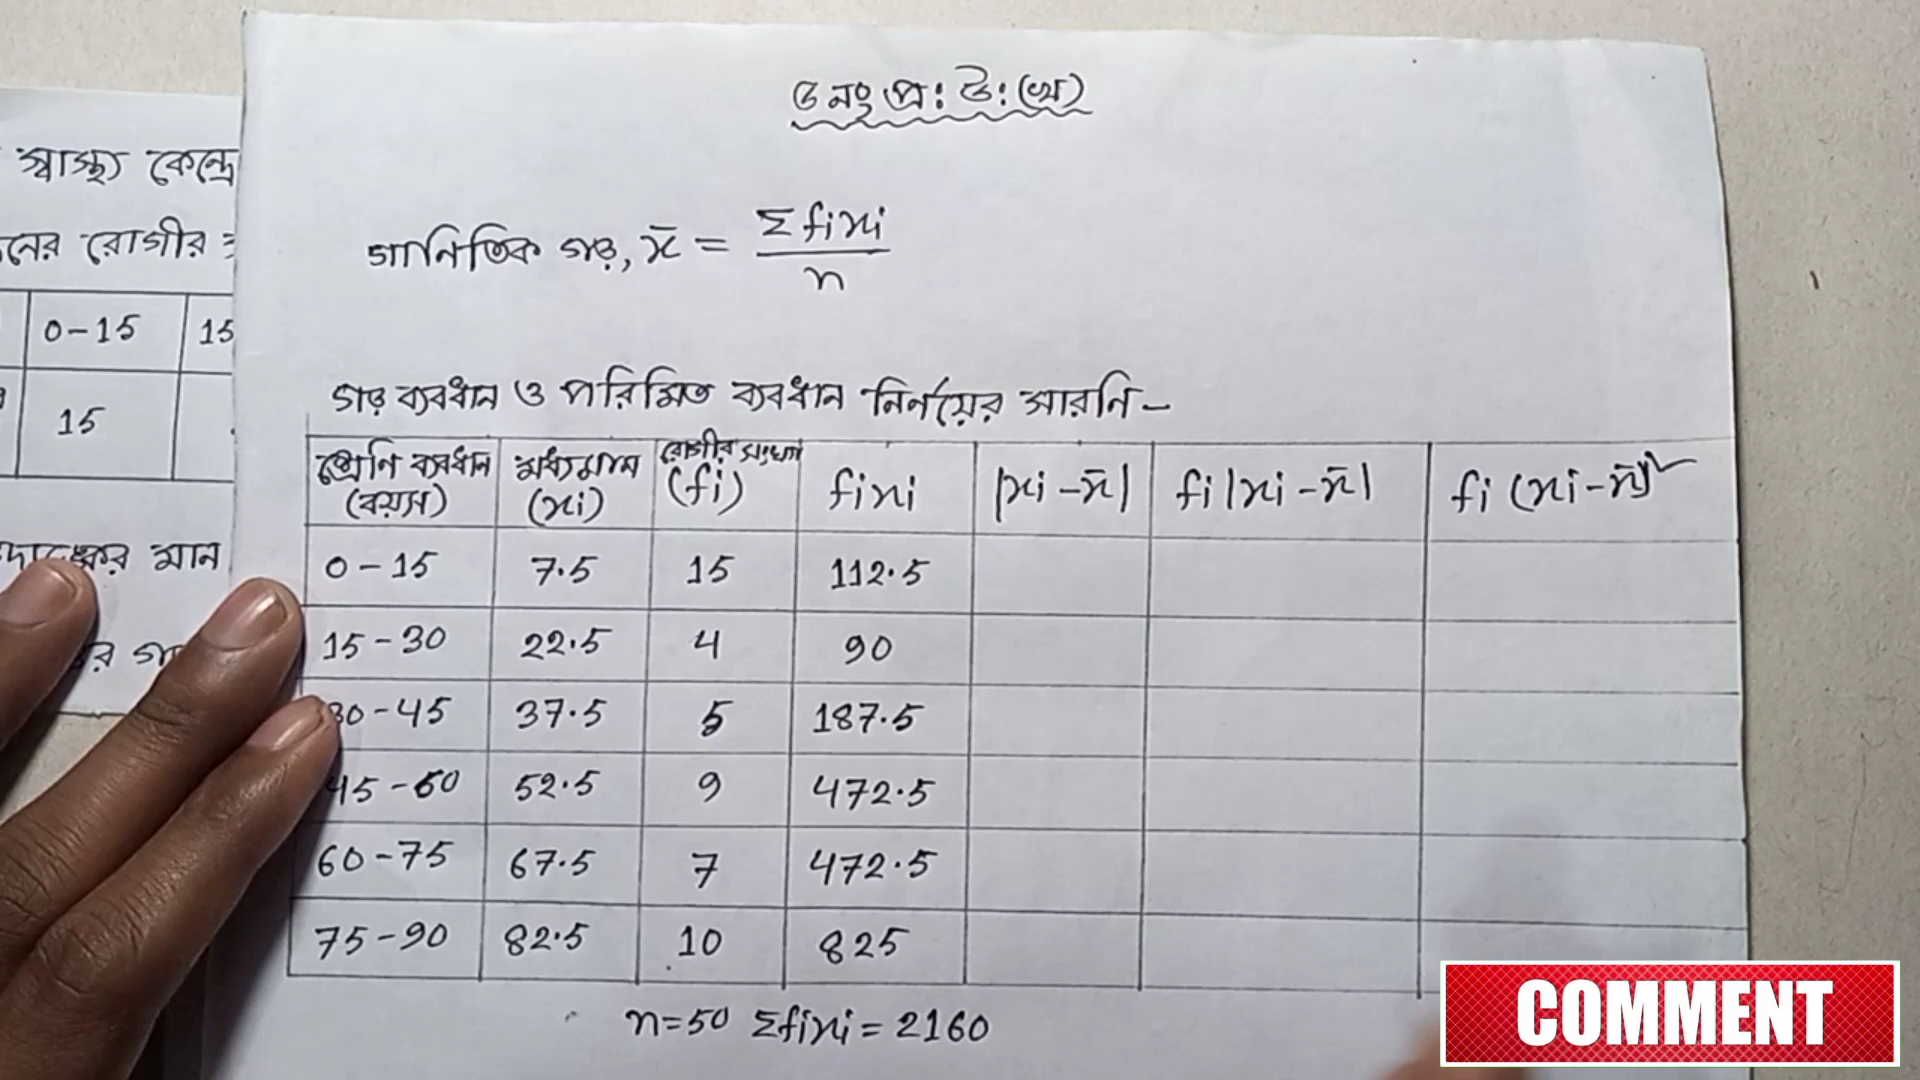 ৩ নং প্র: উ: (খ)
স্বাস্থ্য কেন্দ্রে
নের রোগীর
গানিতিক গড়, x̄ = Σfixi / n
0-15 15
15
গড় ব্যবধান ও পরিমিত ব্যবধান নির্ণয়ের সারনি -
শ্রেনি ব্যবধান (বয়স) মধ্যমান (xi) রোগীর সংখ্যা (fi) fixi |xi - x̄| fi|xi - x̄| fi (xi - x̄)²
0-15 7.5 15 112.5
15-30 22.5 4 90
30-45 37.5 5 187.5
45-60 52.5 9 472.5
60-75 67.5 7 472.5
75-90 82.5 10 825
n=50 Σfixi = 2160
মান
COMMENT